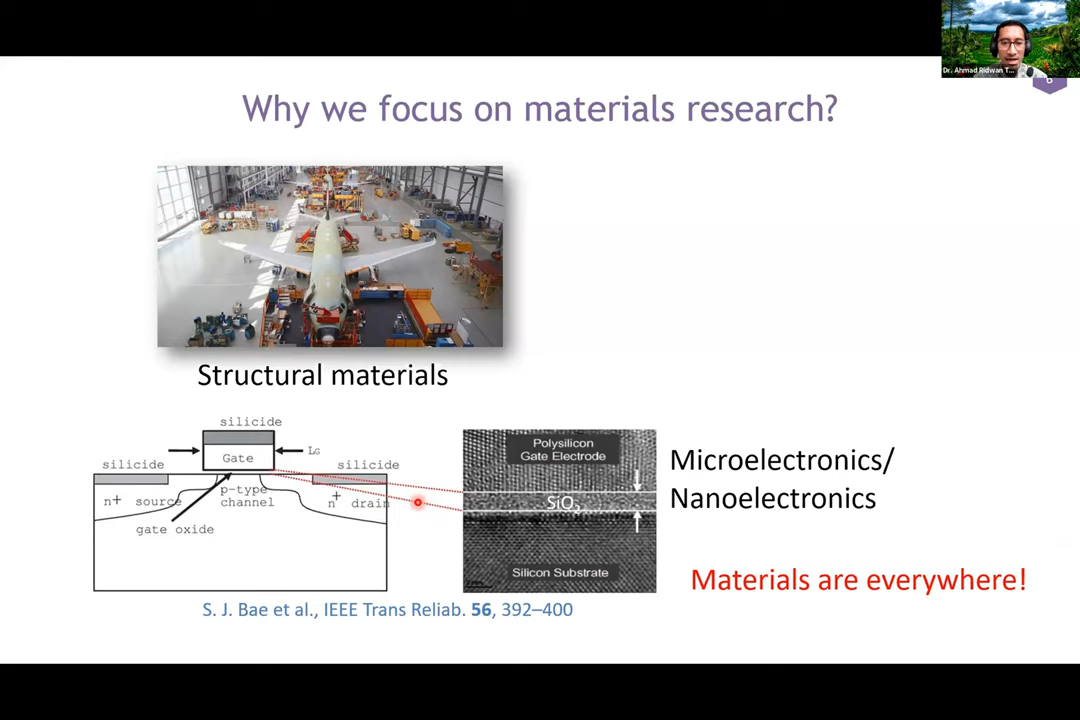 Dr. Ahmad Ridwan T...
6
Why we focus on materials research?
Structural materials
silicide
Gate
LG
silicide
silicide
n+ source
p-type
channel
n+ drain
gate oxide
Polysilicon
Gate Electrode
SiO2
Silicon Substrate
Microelectronics/
Nanoelectronics
Materials are everywhere!
S. J. Bae et al., IEEE Trans Reliab. 56, 392–400